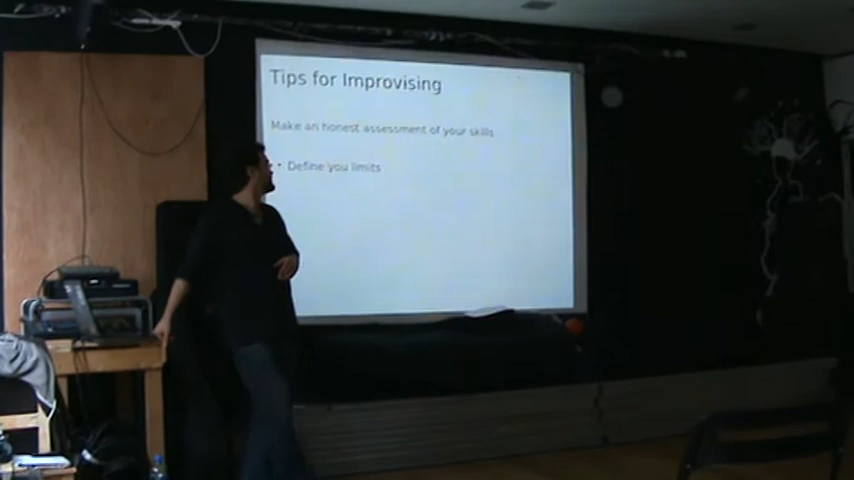 Tips for Improvising
Make an honest assessment of your skills
• Define you limits